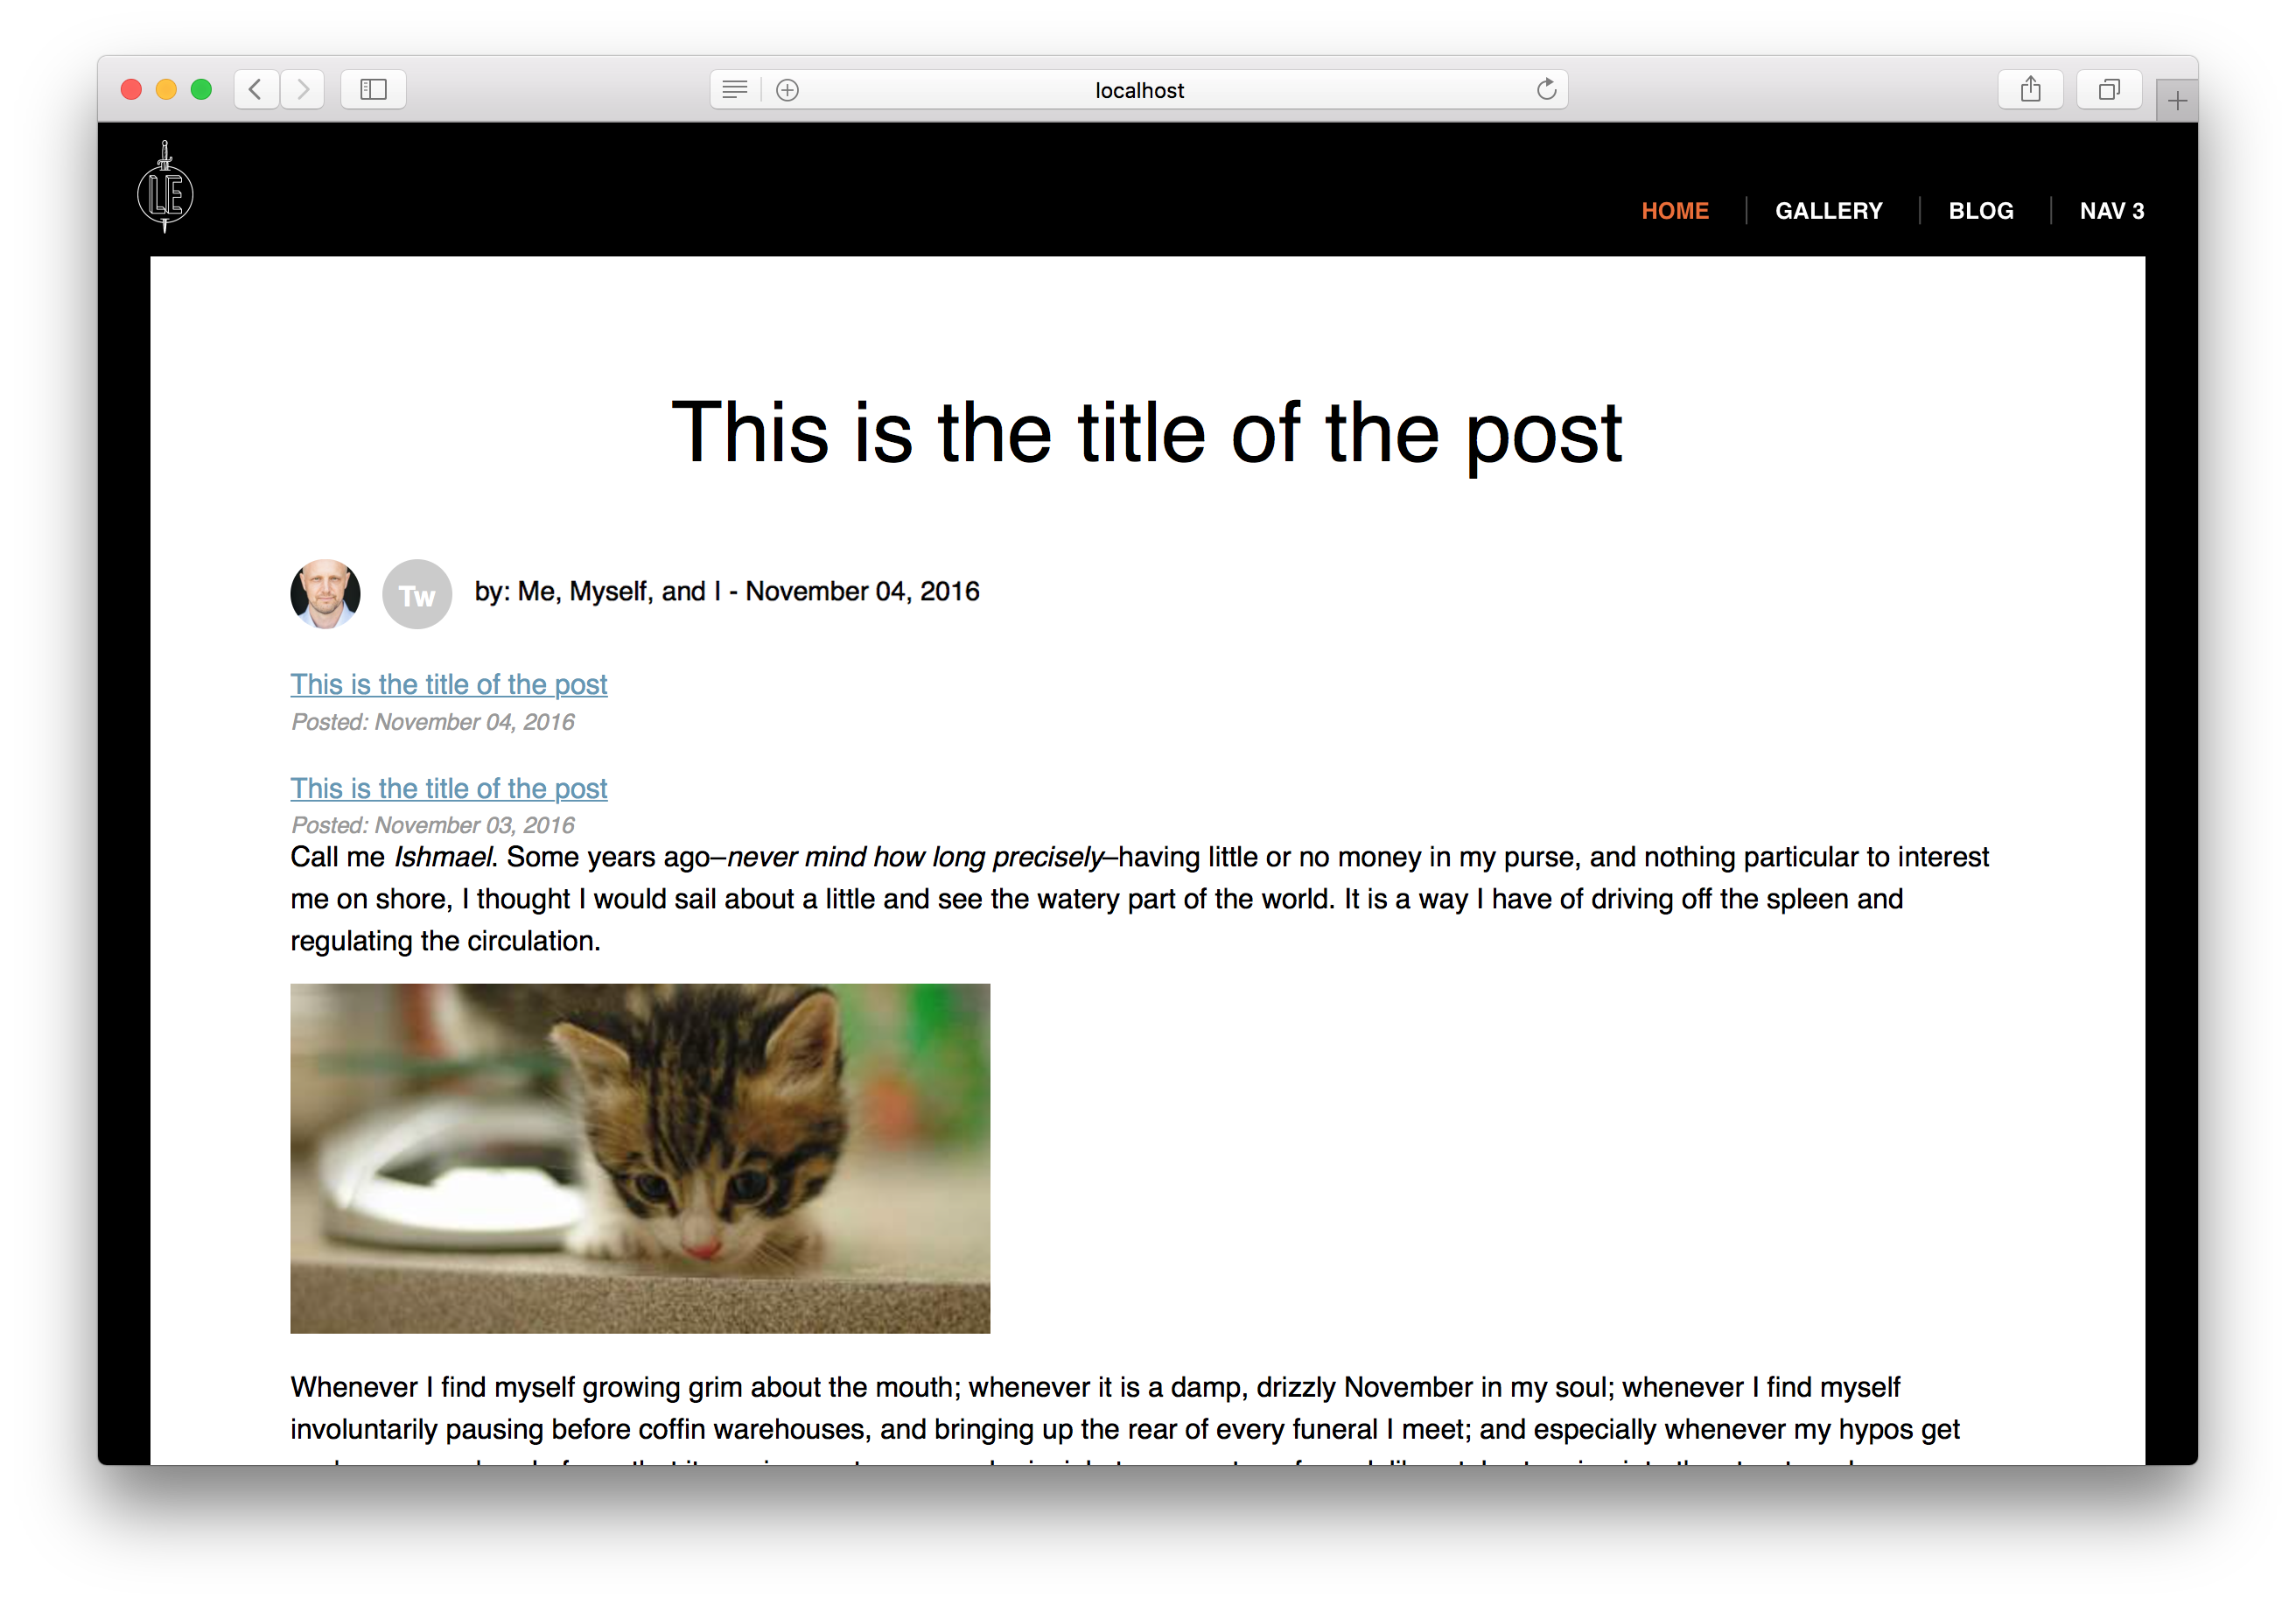 localhost
LE
HOME
GALLERY
BLOG
NAV 3
This is the title of the post
Tw
by: Me, Myself, and I - November 04, 2016
This is the title of the post
Posted: November 04, 2016
This is the title of the post
Posted: November 03, 2016
Call me Ishmael. Some years ago–never mind how long precisely–having little or no money in my purse, and nothing particular to interest
me on shore, I thought I would sail about a little and see the watery part of the world. It is a way I have of driving off the spleen and
regulating the circulation.
Whenever I find myself growing grim about the mouth; whenever it is a damp, drizzly November in my soul; whenever I find myself
involuntarily pausing before coffin warehouses, and bringing up the rear of every funeral I meet; and especially whenever my hypos get